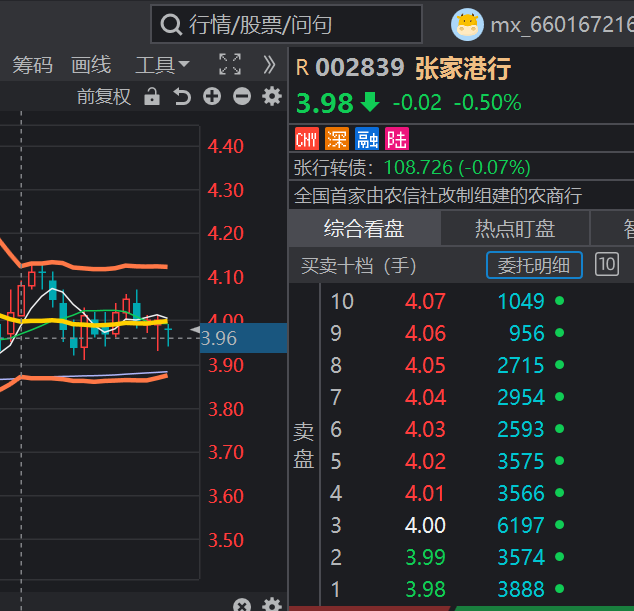 行情/股票/问句
mx_660167216
筹码 画线 工具
前复权
R 002839 张家港行
3.98 -0.02 -0.50%
CNY 深 融 陆
张行转债：108.726 (-0.07%)
全国首家由农信社改制组建的农商行
综合看盘 热点盯盘
买卖十档（手） 委托明细 10
卖盘
10 4.07 1049
9 4.06 956
8 4.05 2715
7 4.04 2954
6 4.03 2593
5 4.02 3575
4 4.01 3566
3 4.00 6197
2 3.99 3574
1 3.98 3888
4.40
4.30
4.20
4.10
4.00
3.96
3.90
3.80
3.70
3.60
3.50